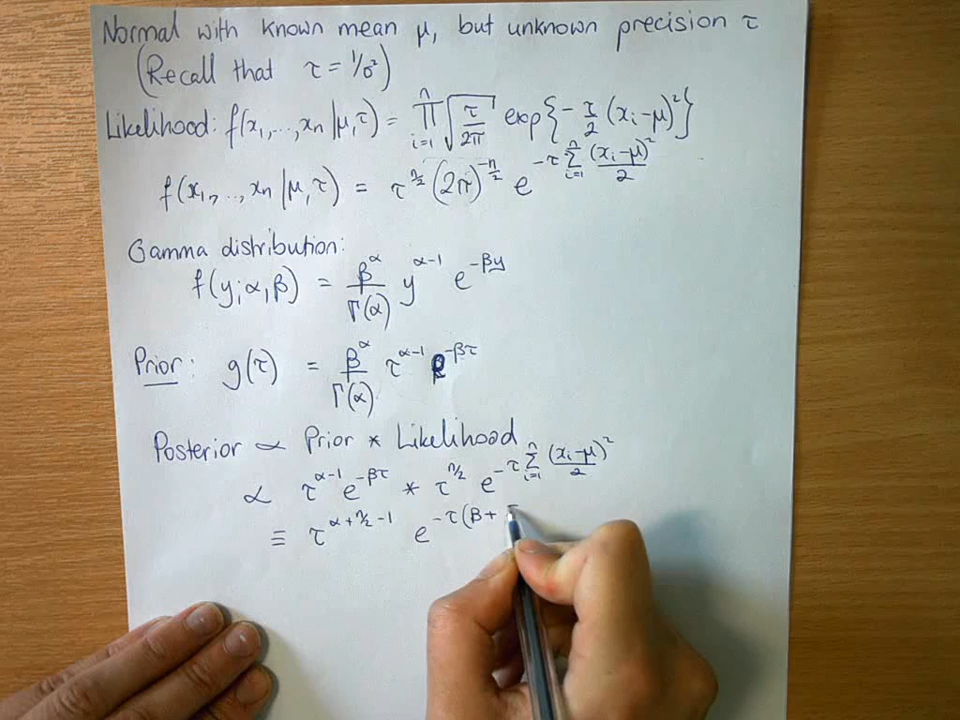 Normal with known mean μ, but unknown precision τ
(Recall that τ = 1/σ²)
Likelihood: f(x₁,...,xₙ|μ,τ) = ∏ᵢ₌₁ⁿ √(τ/2π) exp{-τ/2 (xᵢ-μ)²}
f(x₁,...,xₙ|μ,τ) = τ^(n/2) (2π)^(-n/2) e^(-τ Σᵢ₌₁ⁿ (xᵢ-μ)²/2)
Gamma distribution:
f(y;α,β) = β^α/Γ(α) y^(α-1) e^(-βy)
Prior: g(τ) = β^α/Γ(α) τ^(α-1) e^(-βτ)
Posterior ∝ Prior * Likelihood
∝ τ^(α-1) e^(-βτ) * τ^(n/2) e^(-τ Σᵢ₌₁ⁿ (xᵢ-μ)²/2)
≡ τ^(α+n/2-1) e^(-τ(β+